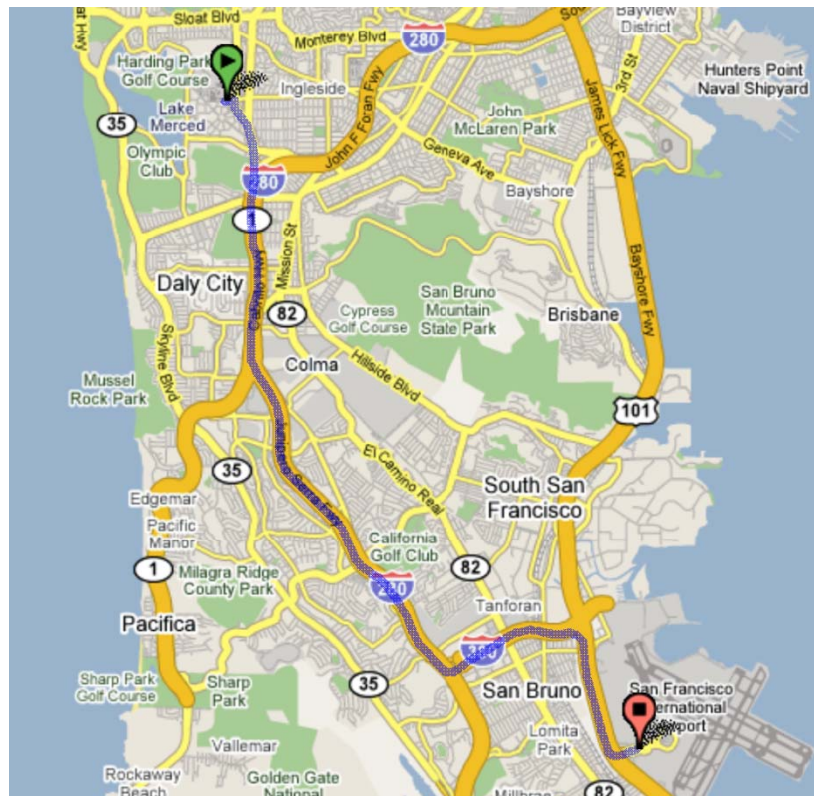 Sloat Blvd
Monterey Blvd
280
Bayview
District
Harding Park
Golf Course
Ingleside
3rd St
Hunters Point
Naval Shipyard
Lake
Merced
35
John F Foran Fwy
John
McLaren Park
James Lick Fwy
Olympic
Club
Geneva Ave
280
Bayshore
1
Mission St
Bayshore Fwy
Daly City
82
Cypress
Golf Course
San Bruno
Mountain
State Park
Brisbane
Skyline Blvd
Colma
Hillside Blvd
Mussel
Rock Park
101
Junipero Serra Fwy
35
El Camino Real
South San
Francisco
Edgemar
Pacific
Manor
California
Golf Club
1
Milagra Ridge
County Park
280
82
Tanforan
Pacifica
380
Sharp Park
Golf Course
Sharp
Park
35
San Bruno
San Francisco
Lomita
Park
Vallemar
Rockaway
Beach
Golden Gate
National
Millbrae
82